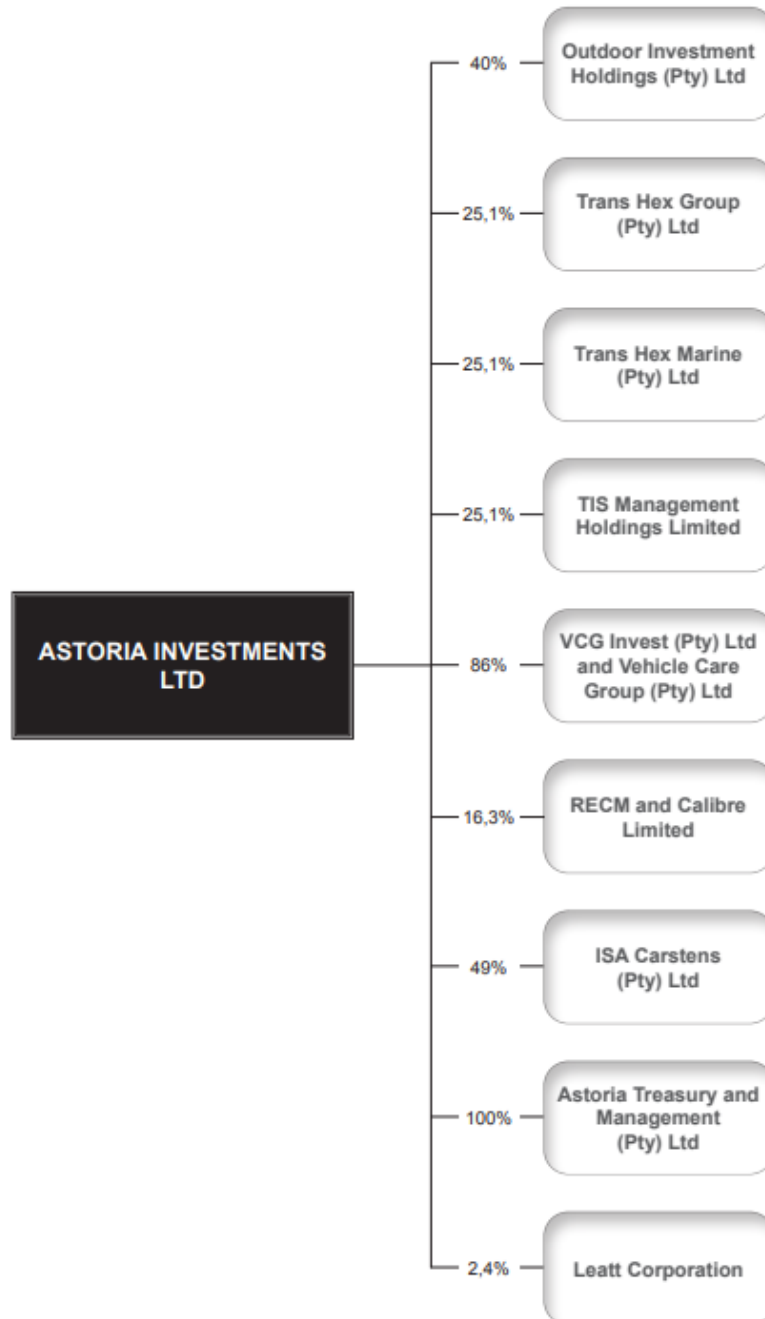 40%
Outdoor Investment
Holdings (Pty) Ltd
25,1%
Trans Hex Group
(Pty) Ltd
25,1%
Trans Hex Marine
(Pty) Ltd
25,1%
TIS Management
Holdings Limited
ASTORIA INVESTMENTS
LTD
86%
VCG Invest (Pty) Ltd
and Vehicle Care
Group (Pty) Ltd
16,3%
RECM and Calibre
Limited
49%
ISA Carstens
(Pty) Ltd
100%
Astoria Treasury and
Management
(Pty) Ltd
2,4%
Leatt Corporation